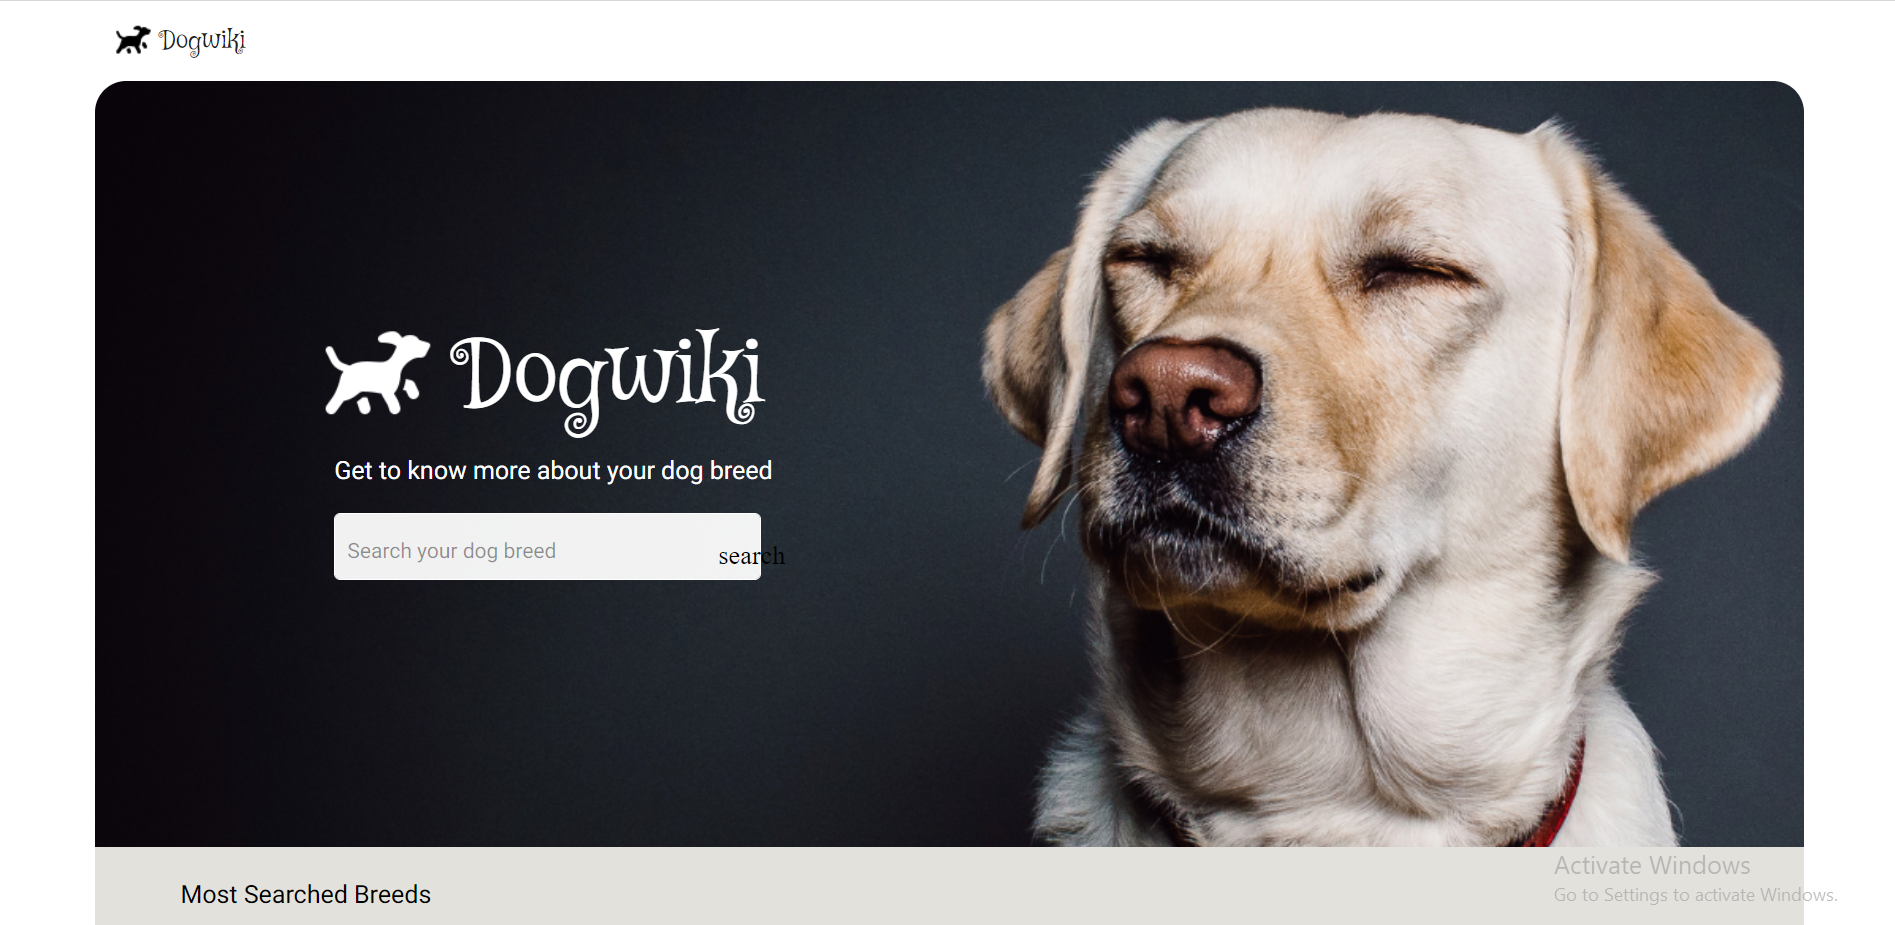 Dogwiki
Dogwiki
Get to know more about your dog breed
Search your dog breed
search
Most Searched Breeds
Activate Windows
Go to Settings to activate Windows.